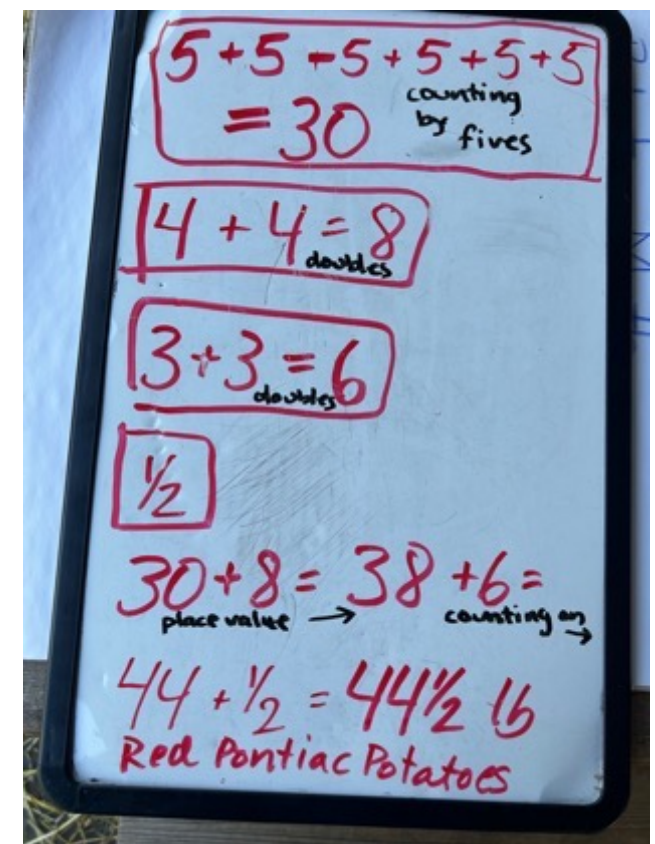 5+5-5+5+5+5
= 30 counting by fives
4 + 4 = 8
doubles
3+3 = 6
doubles
1/2
30+8 = 38 +6 =
place value → counting on →
44 + 1/2 = 44 1/2 lb
Red Pontiac Potatoes